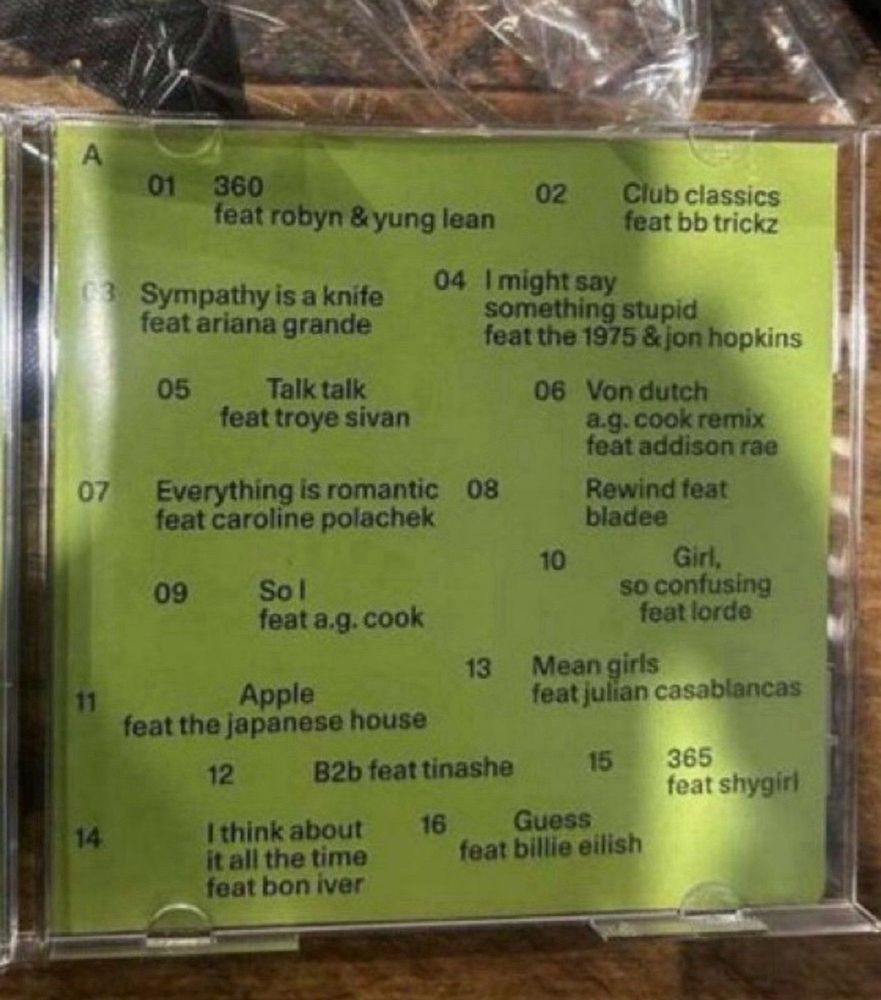 A
01 360
feat robyn & yung lean
02 Club classics
feat bb trickz
03 Sympathy is a knife
feat ariana grande
04 I might say
something stupid
feat the 1975 & jon hopkins
05 Talk talk
feat troye sivan
06 Von dutch
a.g. cook remix
feat addison rae
07 Everything is romantic
feat caroline polachek
08 Rewind feat
bladee
09 So I
feat a.g. cook
10 Girl,
so confusing
feat lorde
11 Apple
feat the japanese house
13 Mean girls
feat julian casablancas
12 B2b feat tinashe
15 365
feat shygirl
14 I think about
it all the time
feat bon iver
16 Guess
feat billie eilish